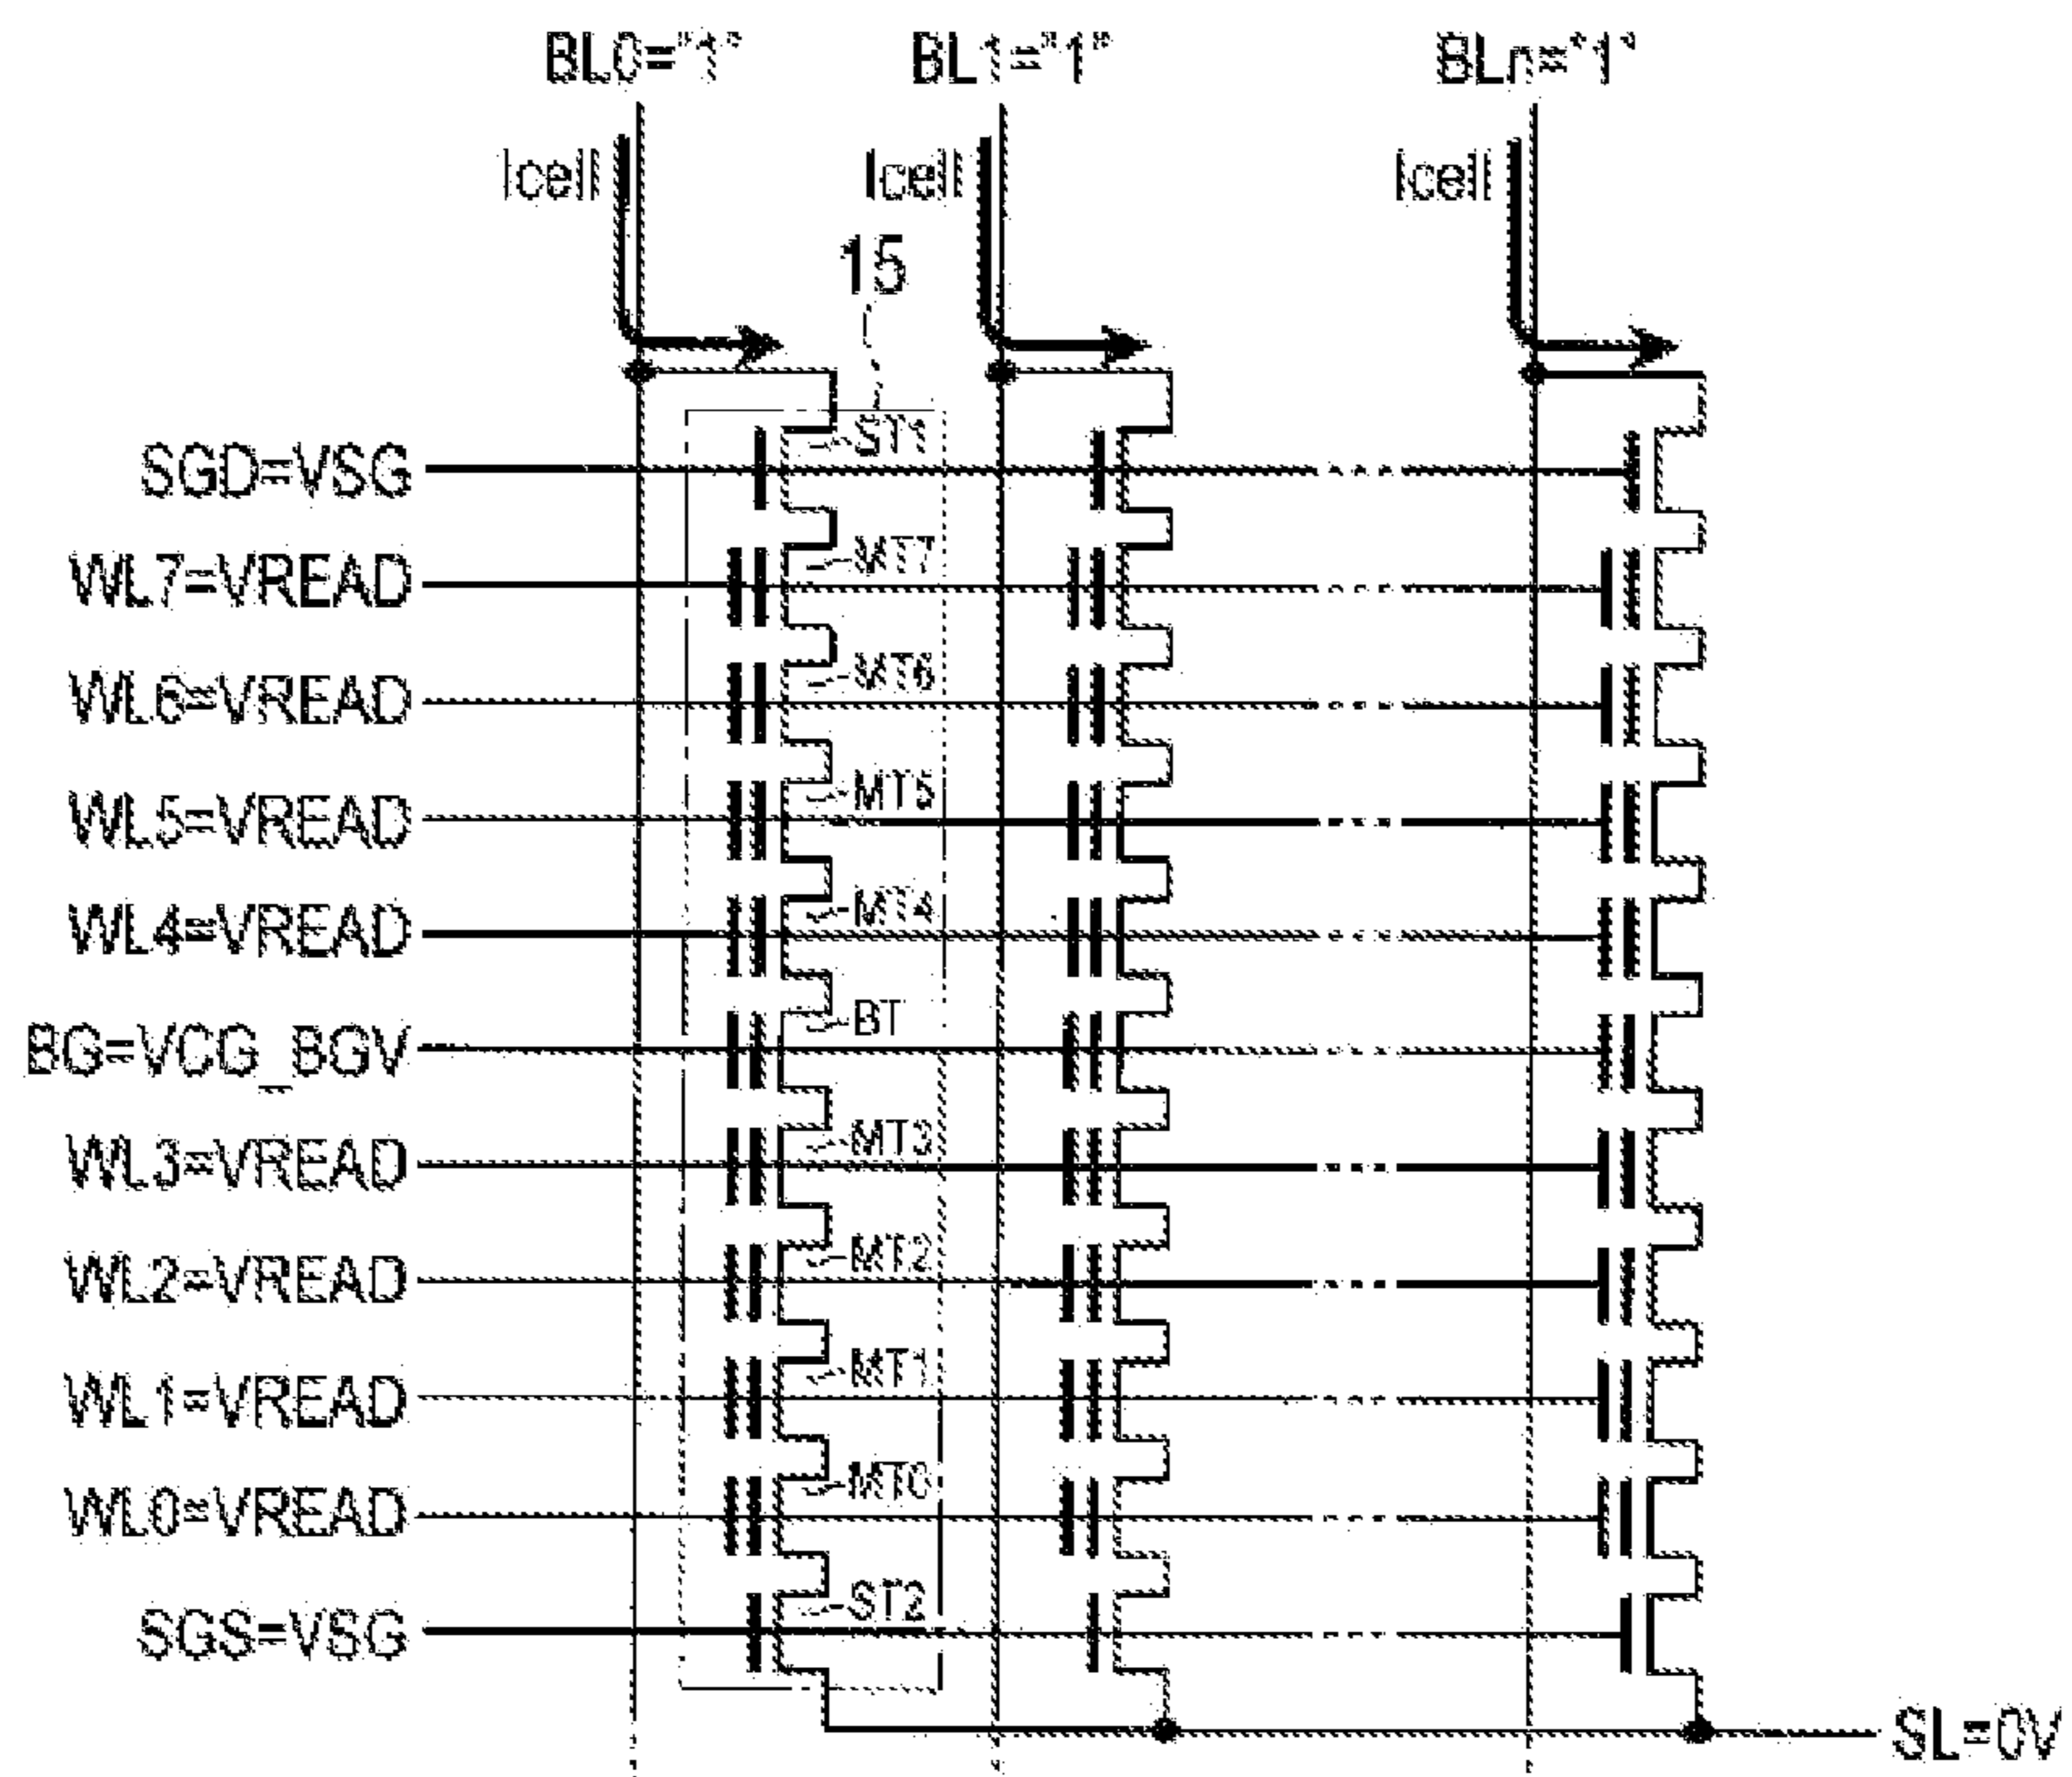 BL0="1" BL1="1" BLn="1"
Icell Icell Icell
15
ST1
SGD=VSG
MT7
WL7=VREAD
MT6
WL6=VREAD
MT5
WL5=VREAD
MT4
WL4=VREAD
BT
BG=VCG_BGV
MT3
WL3=VREAD
MT2
WL2=VREAD
MT1
WL1=VREAD
MT0
WL0=VREAD
ST2
SGS=VSG
SL=0V